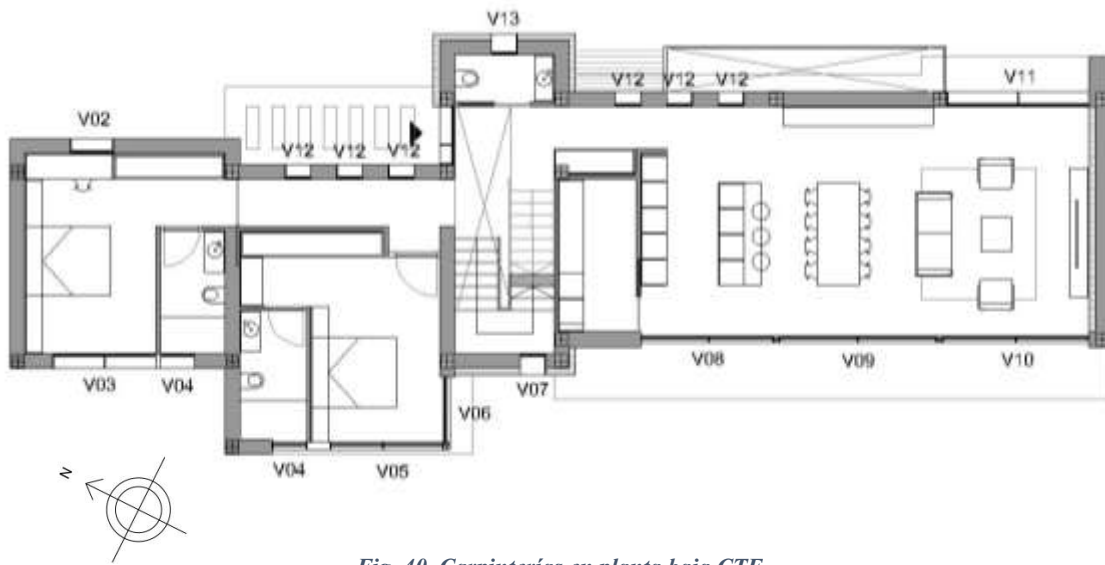 V13
V12 V12 V12
V11
V02
V12 V12 V12
V08
V09
V10
V03
V04
V07
V06
V04
V05
N
Fig. 40. Carpinterías en planta baja CTE